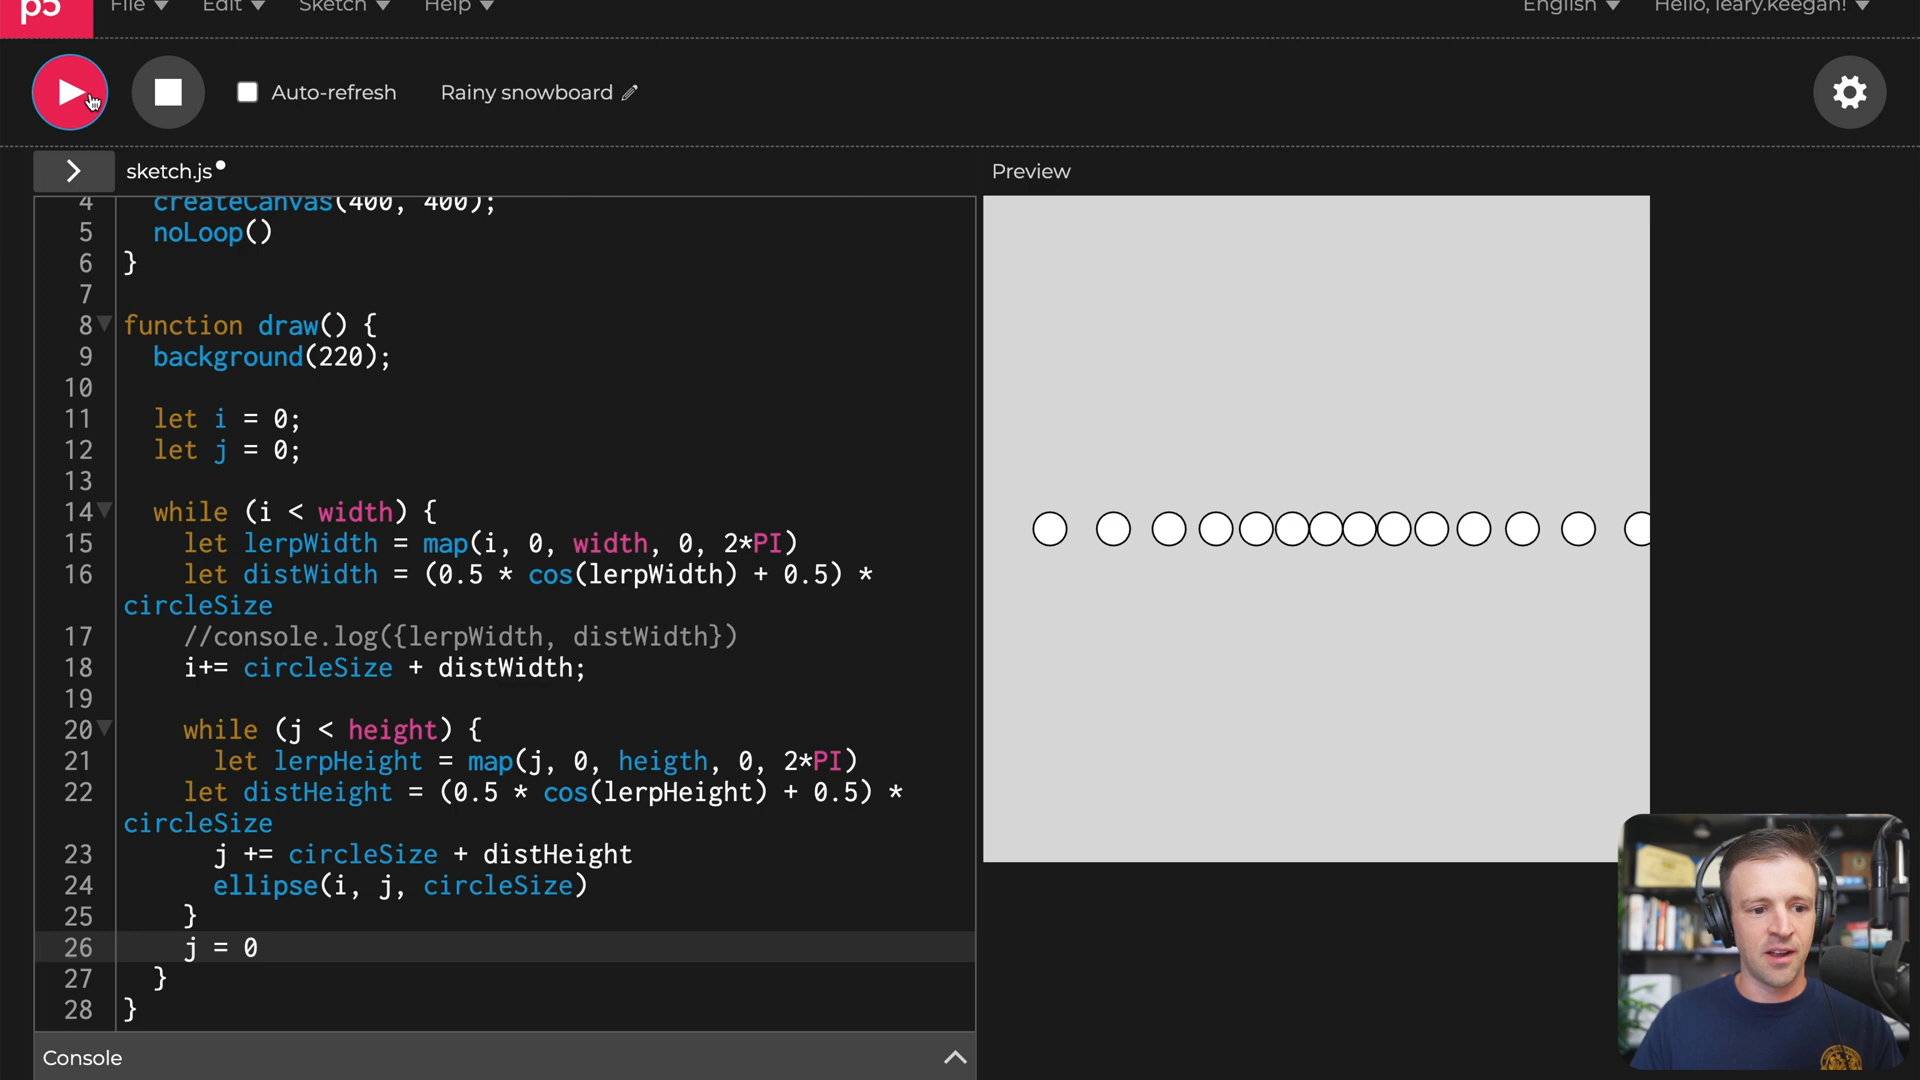 p5 File Edit Sketch Help English Hello, leary.keegan!
Auto-refresh Rainy snowboard
sketch.js Preview
4 createCanvas(400, 400);
5 noLoop()
6 }
7
8 function draw() {
9 background(220);
10
11 let i = 0;
12 let j = 0;
13
14 while (i < width) {
15 let lerpWidth = map(i, 0, width, 0, 2*PI)
16 let distWidth = (0.5 * cos(lerpWidth) + 0.5) *
circleSize
17 //console.log({lerpWidth, distWidth})
18 i+= circleSize + distWidth;
19
20 while (j < height) {
21 let lerpHeight = map(j, 0, heigth, 0, 2*PI)
22 let distHeight = (0.5 * cos(lerpHeight) + 0.5) *
circleSize
23 j += circleSize + distHeight
24 ellipse(i, j, circleSize)
25 }
26 j = 0
27 }
28 }
Console